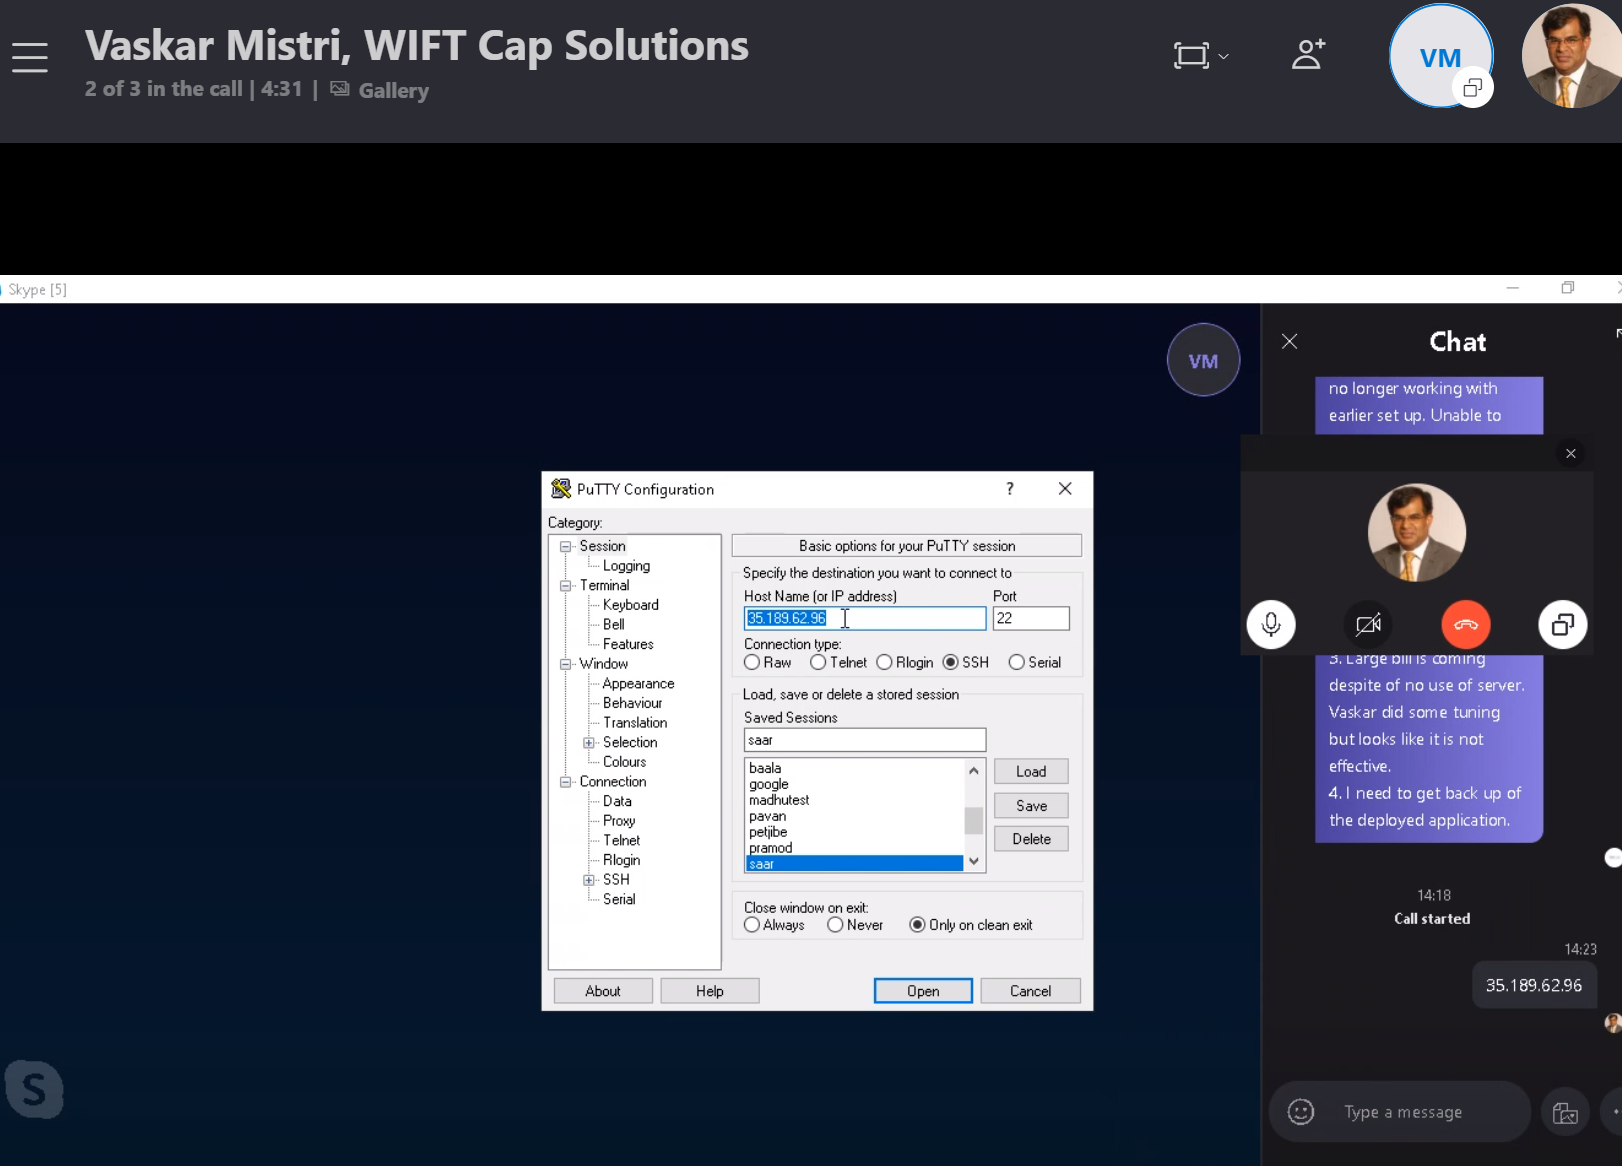 Vaskar Mistri, WIFT Cap Solutions
2 of 3 in the call | 4:31 | Gallery
VM
Skype [5]
VM
Chat
no longer working with
earlier set up. Unable to
PuTTY Configuration
?
Category:
Session
Logging
Terminal
Keyboard
Bell
Features
Window
Appearance
Behaviour
Translation
Selection
Colours
Connection
Data
Proxy
Telnet
Rlogin
SSH
Serial
Basic options for your PuTTY session
Specify the destination you want to connect to
Host Name (or IP address) Port
35.189.62.96 22
Connection type:
Raw Telnet Rlogin SSH Serial
Load, save or delete a stored session
Saved Sessions
saar
baala
google
madhutest
pavan
petjibe
pramod
saar
Load
Save
Delete
Close window on exit:
Always Never Only on clean exit
About Help Open Cancel
3. Large bill is coming
despite of no use of server.
Vaskar did some tuning
but looks like it is not
effective.
4. I need to get back up of
the deployed application.
14:18
Call started
14:23
35.189.62.96
S
Type a message